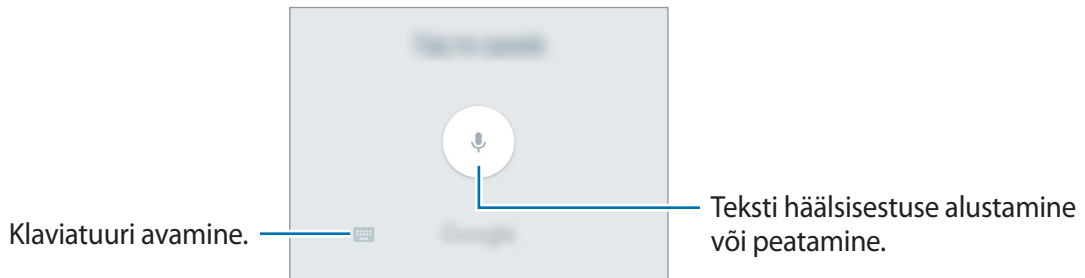 Klaviatuuri avamine.
Teksti häälsisestuse alustamine
või peatamine.